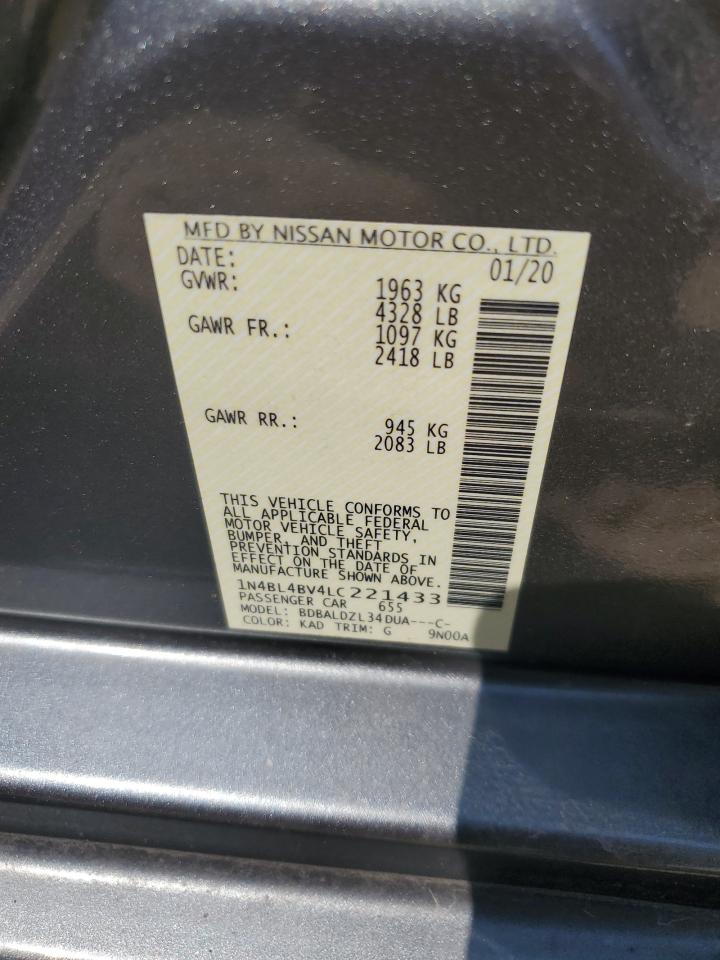 MFD BY NISSAN MOTOR CO., LTD.
DATE: 01/20
GVWR: 1963 KG
4328 LB
GAWR FR.: 1097 KG
2418 LB
GAWR RR.: 945 KG
2083 LB
THIS VEHICLE CONFORMS TO
ALL APPLICABLE FEDERAL
MOTOR VEHICLE SAFETY,
BUMPER, AND THEFT
PREVENTION STANDARDS IN
EFFECT ON THE DATE OF
MANUFACTURE SHOWN ABOVE.
1N4BL4BV4LC221433
PASSENGER CAR 655
MODEL: BDBALDZL34DUA---C-
COLOR: KAD TRIM: G 9N00A